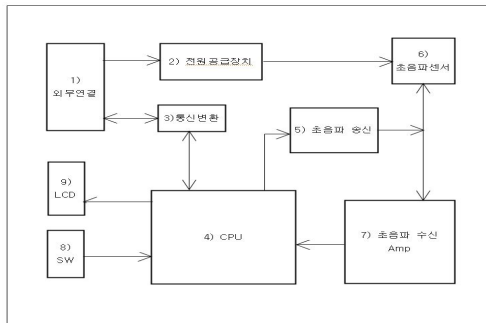 1)
외부연결
2) 전원공급장치
3)통신변환
4) CPU
5) 초음파 송신
6)
초음파센서
7) 초음파 수신
Amp
8)
SW
9)
LCD